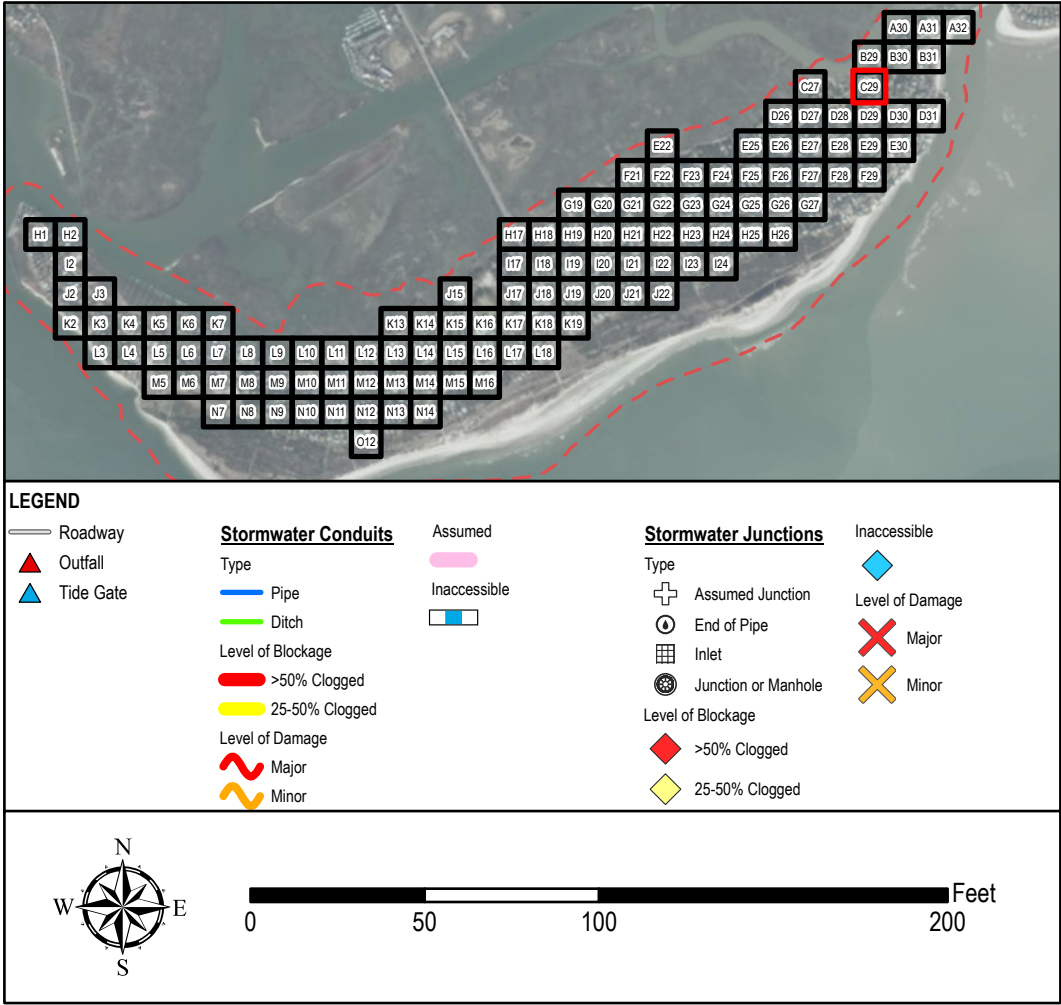 A30 A31 A32
B29 B30 B31
C27 C29
D26 D27 D28 D29 D30 D31
E22 E25 E26 E27 E28 E29 E30
F21 F22 F23 F24 F25 F26 F27 F28 F29
G19 G20 G21 G22 G23 G24 G25 G26 G27
H1 H2 H17 H18 H19 H20 H21 H22 H23 H24 H25 H26
I2 I17 I18 I19 I20 I21 I22 I23 I24
J2 J3 J15 J17 J18 J19 J20 J21 J22
K2 K3 K4 K5 K6 K7 K13 K14 K15 K16 K17 K18 K19
L3 L4 L5 L6 L7 L8 L9 L10 L11 L12 L13 L14 L15 L16 L17 L18
M5 M6 M7 M8 M9 M10 M11 M12 M13 M14 M15 M16
N7 N8 N9 N10 N11 N12 N13 N14
O12
LEGEND
Roadway
Outfall
Tide Gate
Stormwater Conduits
Type
Pipe
Ditch
Level of Blockage
>50% Clogged
25-50% Clogged
Level of Damage
Major
Minor
Assumed
Inaccessible
Stormwater Junctions
Type
Assumed Junction
End of Pipe
Inlet
Junction or Manhole
Level of Blockage
>50% Clogged
25-50% Clogged
Inaccessible
Level of Damage
Major
Minor
N
W E
S
Feet
0 50 100 200